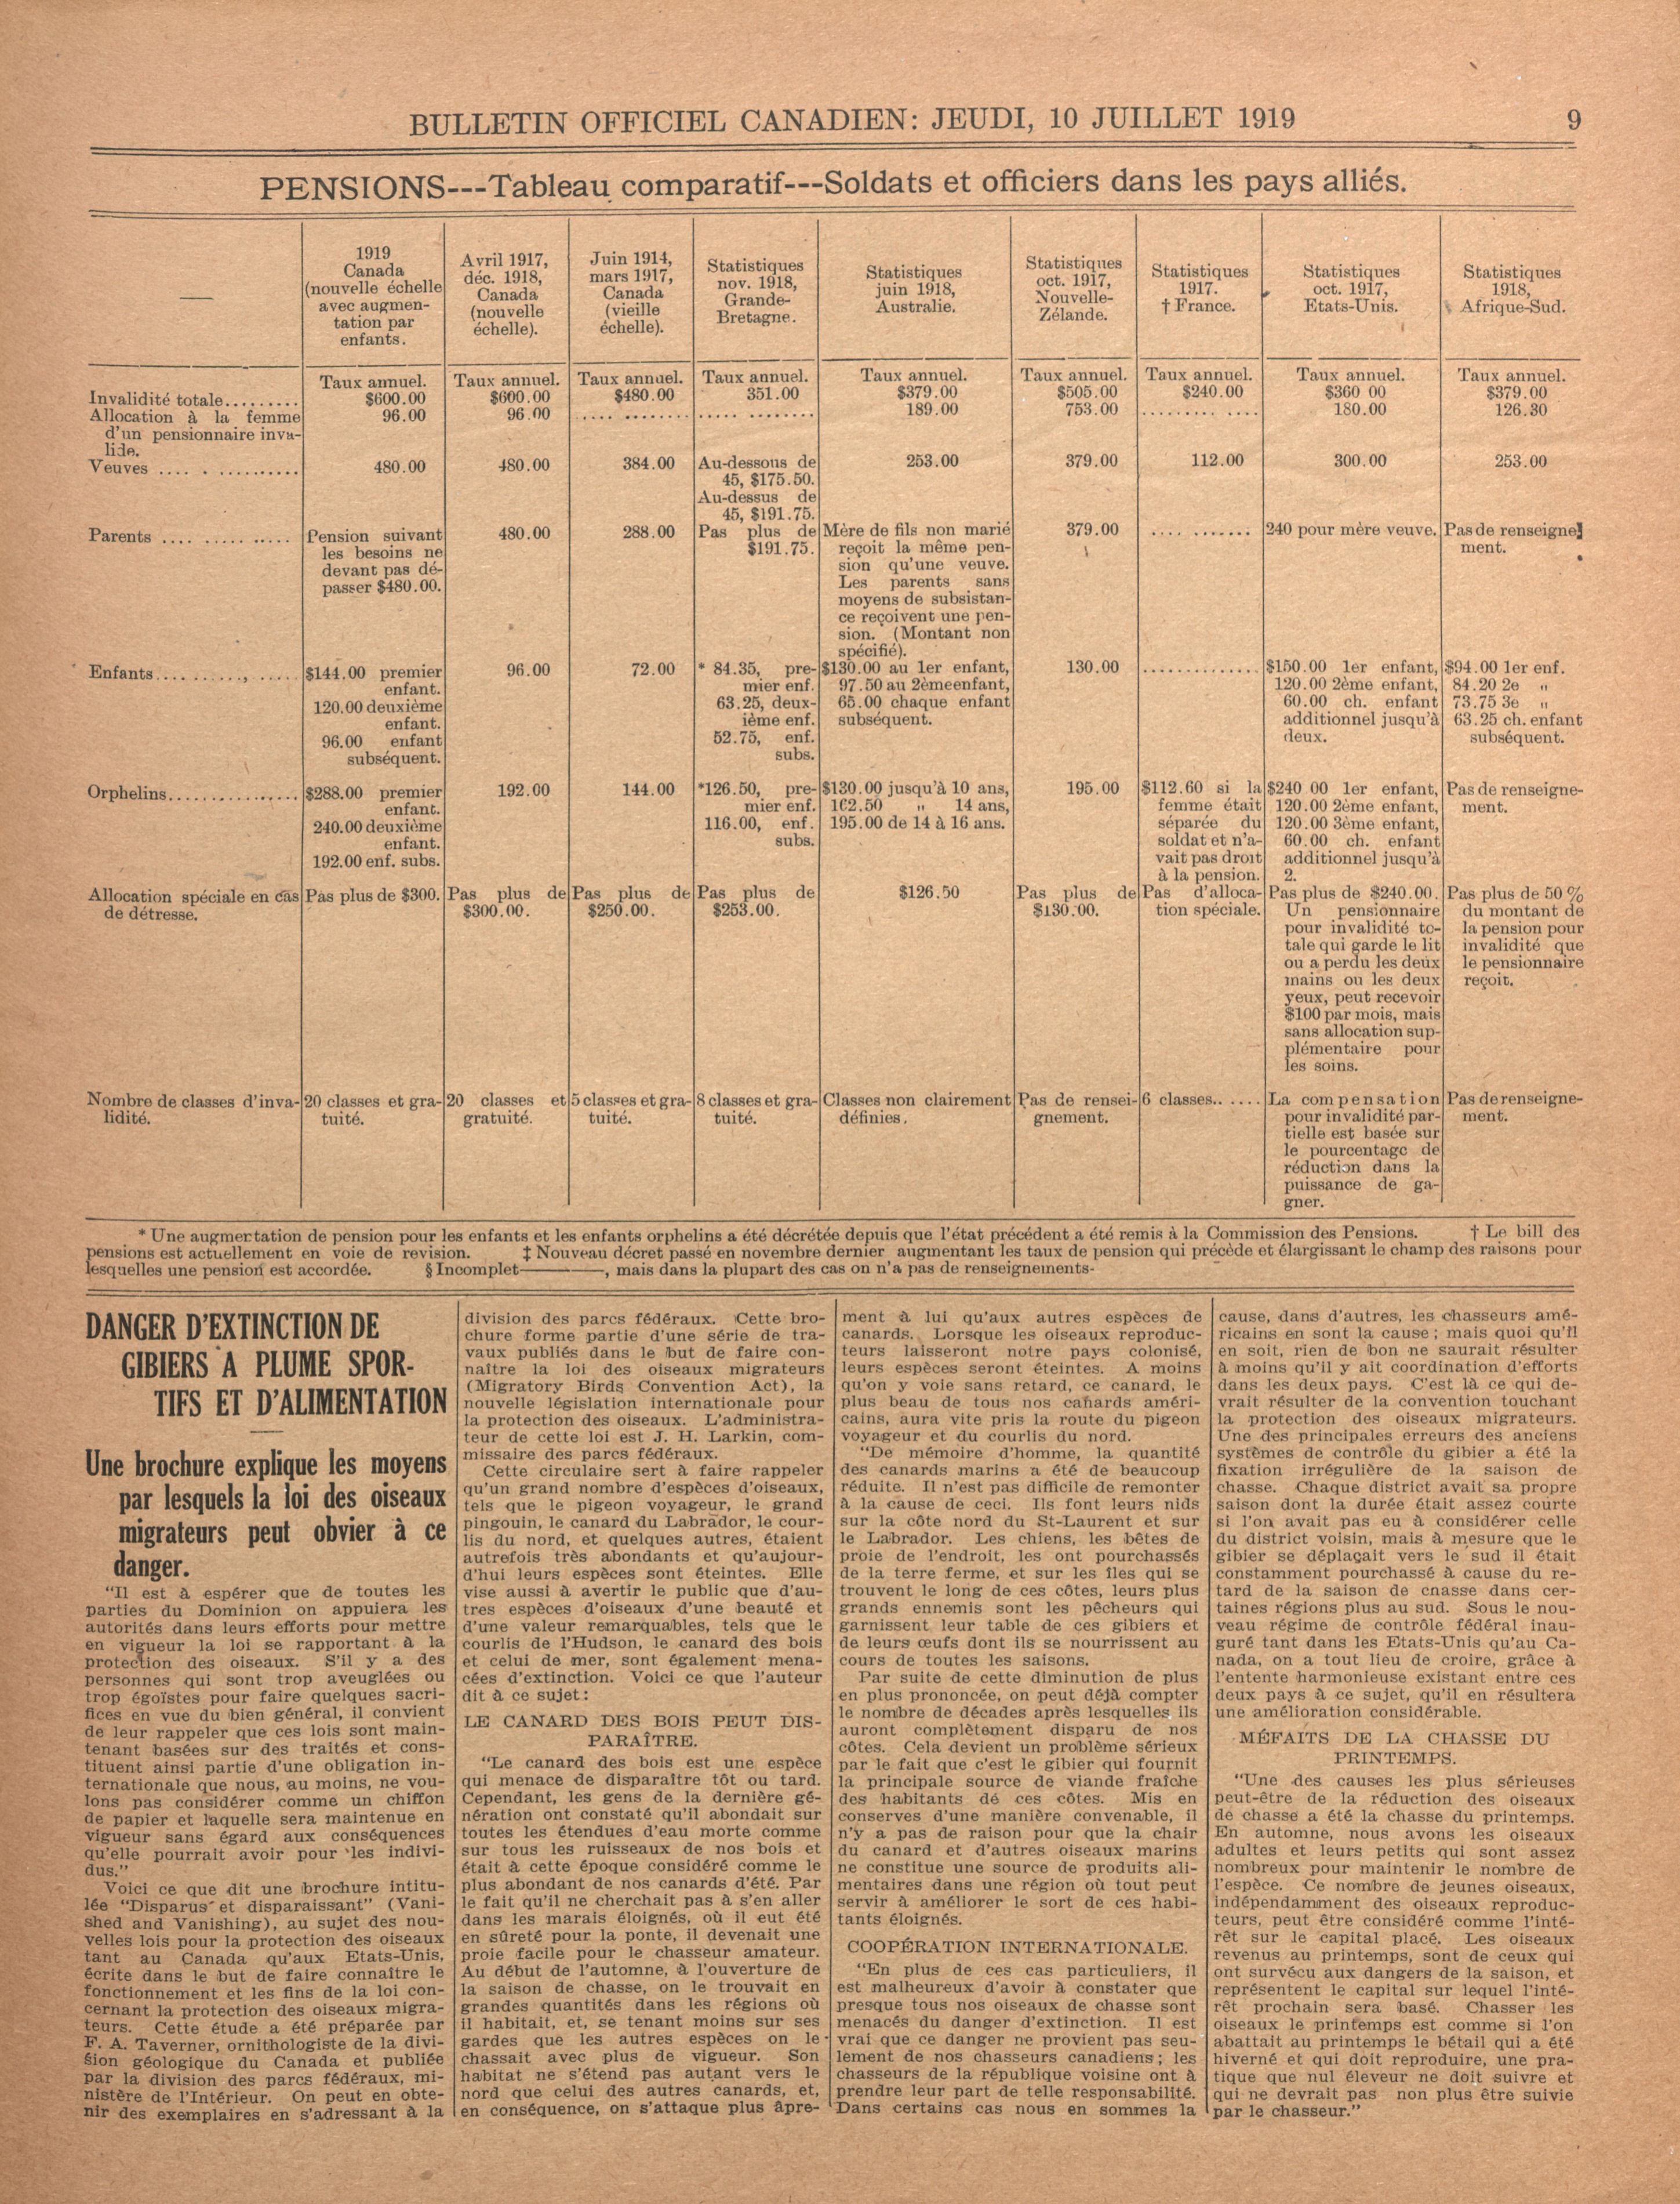 BULLETIN OFFICIEL CANADIEN: JEUDI, 10 JUILLET 1919
9
PENSIONS---Tableau comparatif---Soldats et officiers dans les pays alliés.
1919
Canada
(nouvelle échelle
avec augmen-
tation par
enfants.
Avril 1917,
déc. 1918,
Canada
(nouvelle
échelle).
Juin 1914,
mars 1917,
Canada
(vieille
échelle).
Statistiques
nov. 1918,
Grande-
Bretagne.
Statistiques
juin 1918,
Australie.
Statistiques
oct. 1917,
Nouvelle-
Zélande.
Statistiques
1917.
† France.
Statistiques
oct. 1917,
Etats-Unis.
Statistiques
1918,
Afrique-Sud.
Taux annuel. Taux annuel. Taux annuel. Taux annuel. Taux annuel. Taux annuel. Taux annuel. Taux annuel. Taux annuel.
Invalidité totale......... $600.00 $600.00 $480.00 351.00 $379.00 $505.00 $240.00 $360 00 $379.00
Allocation à la femme
d'un pensionnaire inva-
lide.
96.00 96.00 .... ........ ..... ........ 189.00 753.00 ......... .... 180.00 126.30
Veuves .... . ..........
480.00
480.00
384.00
Au-dessous de
45, $175.50.
Au-dessus de
45, $191.75.
253.00
379.00
112.00
300.00
253.00
Parents .... ..... .....
Pension suivant
les besoins ne
devant pas dé-
passer $480.00.
480.00
288.00
Pas plus de
$191.75.
Mère de fils non marié
reçoit la même pen-
sion qu'une veuve.
Les parents sans
moyens de subsistan-
ce reçoivent une pen-
sion. (Montant non
spécifié).
379.00
.... .......
240 pour mère veuve.
Pas de renseigne-
ment.
Enfants.........., .....
$144.00 premier
enfant.
120.00 deuxième
enfant.
96.00 enfant
subséquent.
96.00
72.00
* 84.35, pre-
mier enf.
63.25, deux-
ième enf.
52.75, enf.
subs.
$130.00 au 1er enfant,
97.50 au 2èmeenfant,
65.00 chaque enfant
subséquent.
130.00
..............
$150.00 1er enfant,
120.00 2ème enfant,
60.00 ch. enfant
additionnel jusqu'à
deux.
$94.00 1er enf.
84.20 2e "
73.75 3e "
63.25 ch. enfant
subséquent.
Orphelins...............
$288.00 premier
enfant.
240.00 deuxième
enfant.
192.00 enf. subs.
192.00
144.00
*126.50, pre-
mier enf.
116.00, enf.
subs.
$130.00 jusqu'à 10 ans,
162.50 " 14 ans,
195.00 de 14 à 16 ans.
195.00
$112.60 si la
femme était
séparée du
soldat et n'a-
vait pas droit
à la pension.
$240 00 1er enfant,
120.00 2ème enfant,
120.00 3ème enfant,
60.00 ch. enfant
additionnel jusqu'à
2.
Pas de renseigne-
ment.
Allocation spéciale en cas
de détresse.
Pas plus de $300.
Pas plus de
$300.00.
Pas plus de
$250.00.
Pas plus de
$253.00.
$126.50
Pas plus de
$130.00.
Pas d'alloca-
tion spéciale.
Pas plus de $240.00.
Un pensionnaire
pour invalidité to-
tale qui garde le lit
ou a perdu les deux
mains ou les deux
yeux, peut recevoir
$100 par mois, mais
sans allocation sup-
plémentaire pour
les soins.
Pas plus de 50 %
du montant de
la pension pour
invalidité que
le pensionnaire
reçoit.
Nombre de classes d'inva-
lidité.
20 classes et gra-
tuité.
20 classes et
gratuité.
5 classes et gra-
tuité.
8 classes et gra-
tuité.
Classes non clairement
définies.
Pas de rensei-
gnement.
6 classes.. ....
La compensation
pour invalidité par-
tielle est basée sur
le pourcentage de
réduction dans la
puissance de ga-
gner.
Pas de renseigne-
ment.
* Une augmertation de pension pour les enfants et les enfants orphelins a été décrétée depuis que l'état précédent a été remis à la Commission des Pensions. † Le bill des
pensions est actuellement en voie de revision. ‡ Nouveau décret passé en novembre dernier augmentant les taux de pension qui précède et élargissant le champ des raisons pour
lesquelles une pension est accordée. § Incomplet————, mais dans la plupart des cas on n'a pas de renseignements-
DANGER D'EXTINCTION DE
GIBIERS A PLUME SPOR-
TIFS ET D'ALIMENTATION
Une brochure explique les moyens
par lesquels la loi des oiseaux
migrateurs peut obvier à ce
danger.
"Il est à espérer que de toutes les
parties du Dominion on appuiera les
autorités dans leurs efforts pour mettre
en vigueur la loi se rapportant à la
protection des oiseaux. S'il y a des
personnes qui sont trop aveuglées ou
trop égoïstes pour faire quelques sacri-
fices en vue du bien général, il convient
de leur rappeler que ces lois sont main-
tenant basées sur des traités et cons-
tituent ainsi partie d'une obligation in-
ternationale que nous, au moins, ne vou-
lons pas considérer comme un chiffon
de papier et laquelle sera maintenue en
vigueur sans égard aux conséquences
qu'elle pourrait avoir pour les indivi-
dus."
Voici ce que dit une brochure intitu-
lée "Disparus et disparaissant" (Vani-
shed and Vanishing), au sujet des nou-
velles lois pour la protection des oiseaux
tant au Canada qu'aux Etats-Unis,
écrite dans le but de faire connaître le
fonctionnement et les fins de la loi con-
cernant la protection des oiseaux migra-
teurs. Cette étude a été préparée par
F. A. Taverner, ornithologiste de la divi-
sion géologique du Canada et publiée
par la division des parcs fédéraux, mi-
nistère de l'Intérieur. On peut en obte-
nir des exemplaires en s'adressant à la
division des parcs fédéraux. Cette bro-
chure forme partie d'une série de tra-
vaux publiés dans le but de faire con-
naître la loi des oiseaux migrateurs
(Migratory Birds Convention Act), la
nouvelle législation internationale pour
la protection des oiseaux. L'administra-
teur de cette loi est J. H. Larkin, com-
missaire des parcs fédéraux.
Cette circulaire sert à faire rappeler
qu'un grand nombre d'espèces d'oiseaux,
tels que le pigeon voyageur, le grand
pingouin, le canard du Labrador, le cour-
lis du nord, et quelques autres, étaient
autrefois très abondants et qu'aujour-
d'hui leurs espèces sont éteintes. Elle
vise aussi à avertir le public que d'au-
tres espèces d'oiseaux d'une beauté et
d'une valeur remarquables, tels que le
courlis de l'Hudson, le canard des bois
et celui de mer, sont également mena-
cées d'extinction. Voici ce que l'auteur
dit à ce sujet:
LE CANARD DES BOIS PEUT DIS-
PARAÎTRE.
"Le canard des bois est une espèce
qui menace de disparaître tôt ou tard.
Cependant, les gens de la dernière gé-
nération ont constaté qu'il abondait sur
toutes les étendues d'eau morte comme
sur tous les ruisseaux de nos bois et
était à cette époque considéré comme le
plus abondant de nos canards d'été. Par
le fait qu'il ne cherchait pas à s'en aller
dans les marais éloignés, où il eut été
en sûreté pour la ponte, il devenait une
proie facile pour le chasseur amateur.
Au début de l'automne, à l'ouverture de
la saison de chasse, on le trouvait en
grandes quantités dans les régions où
il habitait, et, se tenant moins sur ses
gardes que les autres espèces on le
chassait avec plus de vigueur. Son
habitat ne s'étend pas autant vers le
nord que celui des autres canards, et,
en conséquence, on s'attaque plus âpre-
ment à lui qu'aux autres espèces de
canards. Lorsque les oiseaux reproduc-
teurs laisseront notre pays colonisé,
leurs espèces seront éteintes. A moins
qu'on y voie sans retard, ce canard, le
plus beau de tous nos canards améri-
cains, aura vite pris la route du pigeon
voyageur et du courlis du nord.
"De mémoire d'homme, la quantité
des canards marins a été de beaucoup
réduite. Il n'est pas difficile de remonter
à la cause de ceci. Ils font leurs nids
sur la côte nord du St-Laurent et sur
le Labrador. Les chiens, les bêtes de
proie de l'endroit, les ont pourchassés
de la terre ferme, et sur les îles qui se
trouvent le long de ces côtes, leurs plus
grands ennemis sont les pêcheurs qui
garnissent leur table de ces gibiers et
de leurs œufs dont ils se nourrissent au
cours de toutes les saisons.
Par suite de cette diminution de plus
en plus prononcée, on peut déjà compter
le nombre de décades après lesquelles ils
auront complètement disparu de nos
côtes. Cela devient un problème sérieux
par le fait que c'est le gibier qui fournit
la principale source de viande fraîche
des habitants dé ces côtes. Mis en
conserves d'une manière convenable, il
n'y a pas de raison pour que la chair
du canard et d'autres oiseaux marins
ne constitue une source de produits ali-
mentaires dans une région où tout peut
servir à améliorer le sort de ces habi-
tants éloignés.
COOPÉRATION INTERNATIONALE.
"En plus de ces cas particuliers, il
est malheureux d'avoir à constater que
presque tous nos oiseaux de chasse sont
menacés du danger d'extinction. Il est
vrai que ce danger ne provient pas seu-
lement de nos chasseurs canadiens; les
chasseurs de la république voisine ont à
prendre leur part de telle responsabilité.
Dans certains cas nous en sommes la
cause, dans d'autres, les chasseurs amé-
ricains en sont la cause; mais quoi qu'il
en soit, rien de bon ne saurait résulter
à moins qu'il y ait coordination d'efforts
dans les deux pays. C'est là ce qui de-
vrait résulter de la convention touchant
la protection des oiseaux migrateurs.
Une des principales erreurs des anciens
systèmes de contrôle du gibier a été la
fixation irrégulière de la saison de
chasse. Chaque district avait sa propre
saison dont la durée était assez courte
si l'on avait pas eu à considérer celle
du district voisin, mais à mesure que le
gibier se déplaçait vers le sud il était
constamment pourchassé à cause du re-
tard de la saison de cnasse dans cer-
taines régions plus au sud. Sous le nou-
veau régime de contrôle fédéral inau-
guré tant dans les Etats-Unis qu'au Ca-
nada, on a tout lieu de croire, grâce à
l'entente harmonieuse existant entre ces
deux pays à ce sujet, qu'il en résultera
une amélioration considérable.
MÉFAITS DE LA CHASSE DU
PRINTEMPS.
"Une des causes les plus sérieuses
peut-être de la réduction des oiseaux
de chasse a été la chasse du printemps.
En automne, nous avons les oiseaux
adultes et leurs petits qui sont assez
nombreux pour maintenir le nombre de
l'espèce. Ce nombre de jeunes oiseaux,
indépendamment des oiseaux reproduc-
teurs, peut être considéré comme l'inté-
rêt sur le capital placé. Les oiseaux
revenus au printemps, sont de ceux qui
ont survécu aux dangers de la saison, et
représentent le capital sur lequel l'inté-
rêt prochain sera basé. Chasser les
oiseaux le printemps est comme si l'on
abattait au printemps le bétail qui a été
hiverné et qui doit reproduire, une pra-
tique que nul éleveur ne doit suivre et
qui ne devrait pas non plus être suivie
par le chasseur."